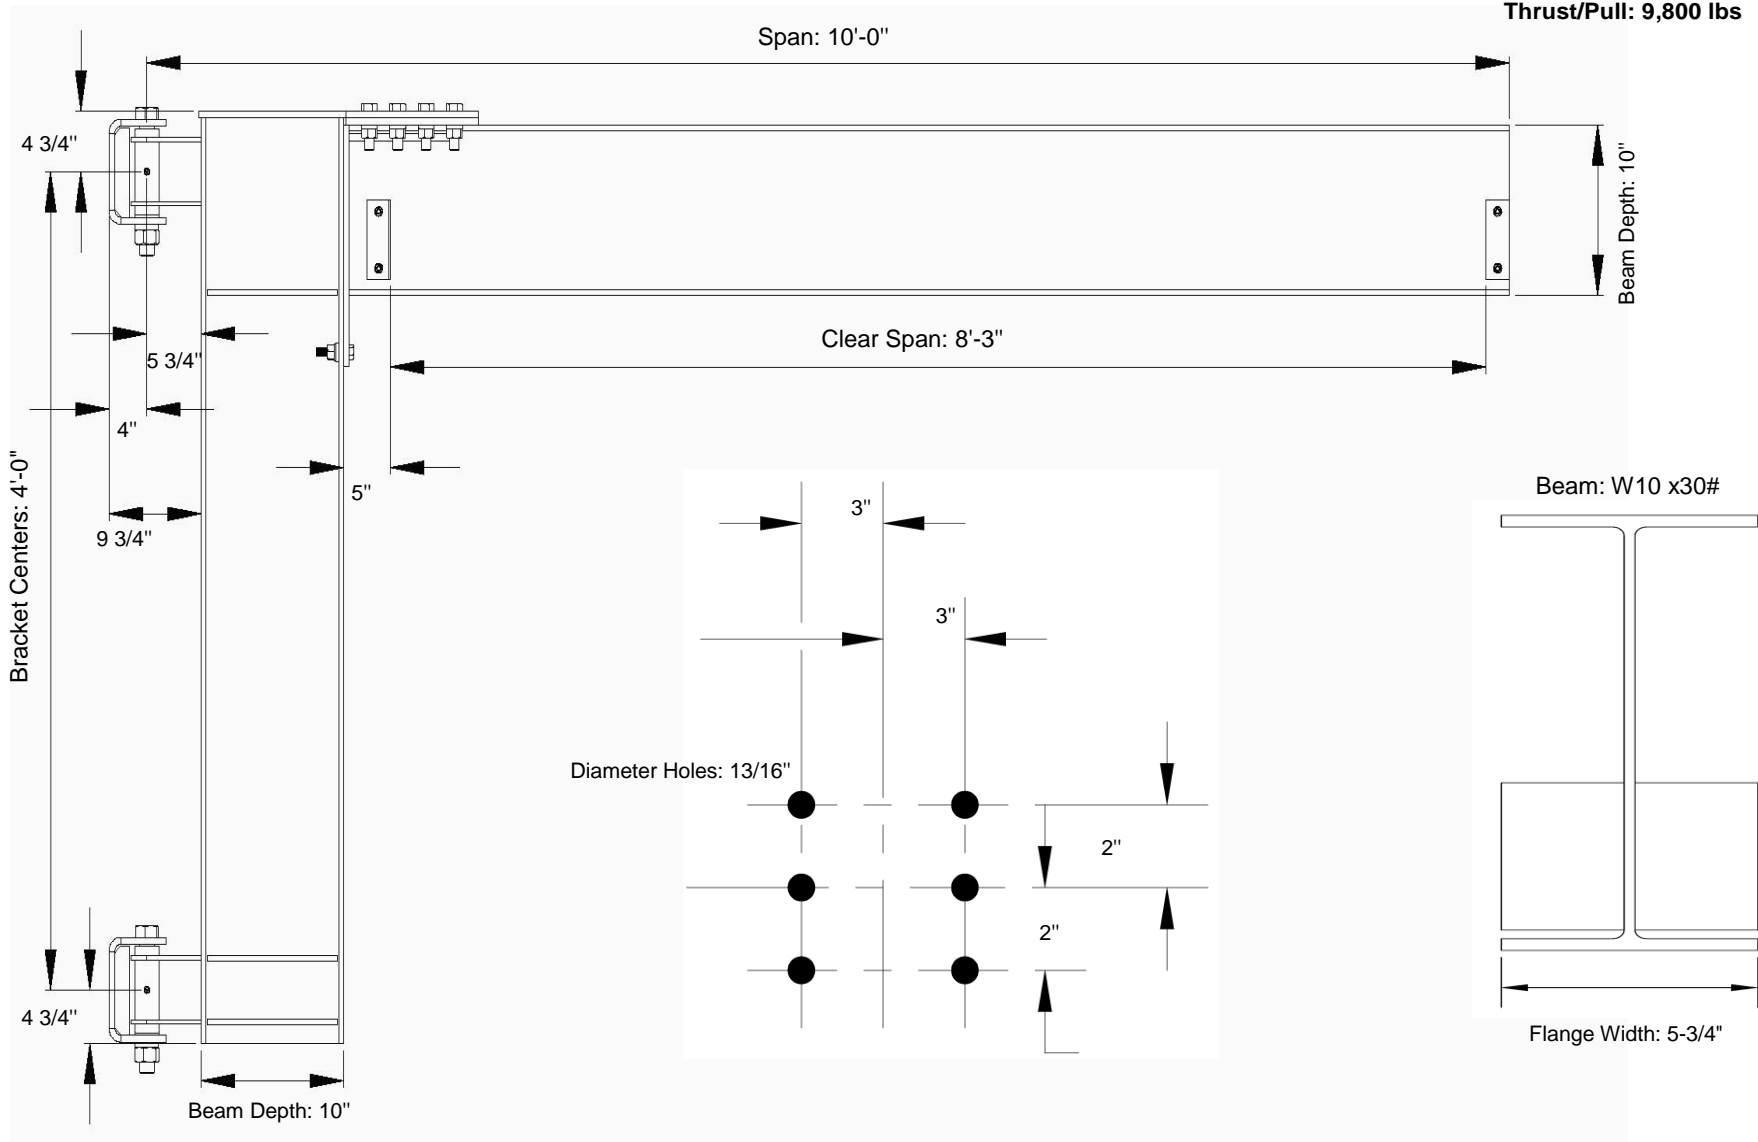 Thrust/Pull: 9,800 lbs
Span: 10'-0"
4 3/4"
Beam Depth: 10"
Clear Span: 8'-3"
5 3/4"
4"
Bracket Centers: 4'-0"
5"
9 3/4"
3"
3"
Beam: W10 x30#
Diameter Holes: 13/16"
2"
2"
4 3/4"
Flange Width: 5-3/4"
Beam Depth: 10"